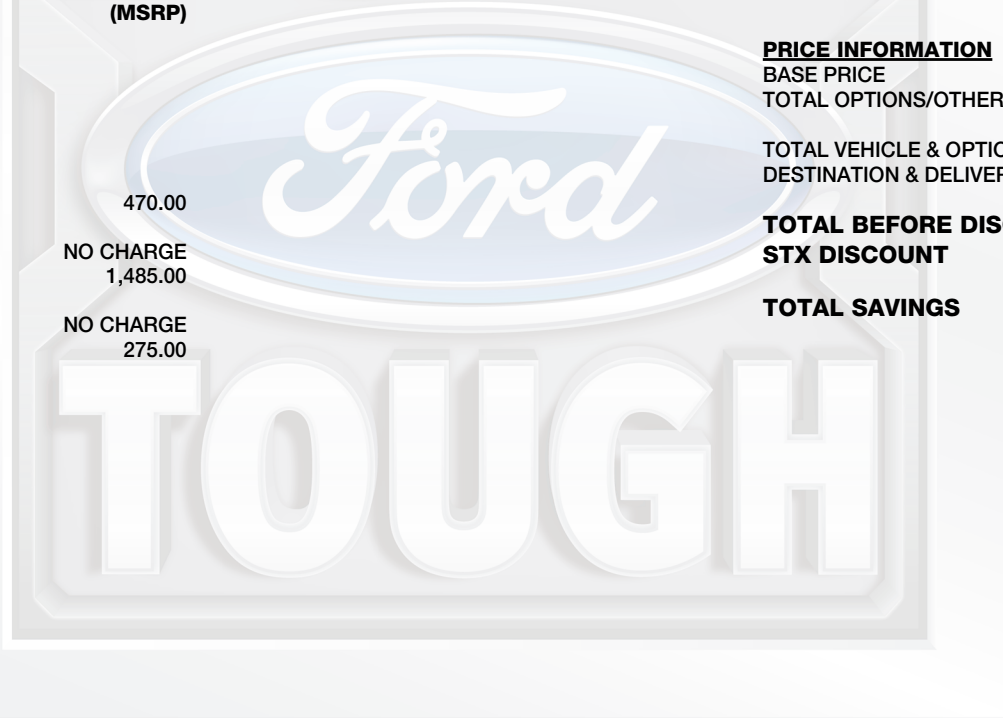 (MSRP)
470.00
NO CHARGE
1,485.00
NO CHARGE
275.00
PRICE INFORMATION
BASE PRICE
TOTAL OPTIONS/OTHER
TOTAL VEHICLE & OPTIO
DESTINATION & DELIVER
TOTAL BEFORE DIS
STX DISCOUNT
TOTAL SAVINGS
Ford
TOUGH